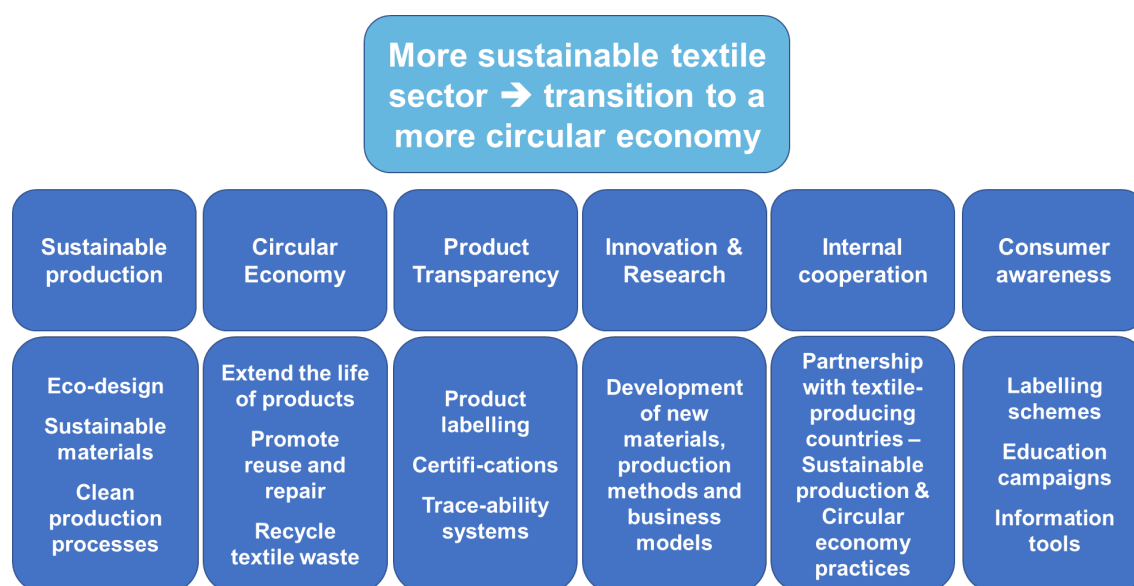 More sustainable textile
sector ➔ transition to a
more circular economy
Sustainable
production
Circular
Economy
Product
Transparency
Innovation &
Research
Internal
cooperation
Consumer
awareness
Eco-design
Sustainable
materials
Clean
production
processes
Extend the life
of products
Promote
reuse and
repair
Recycle
textile waste
Product
labelling
Certifi-cations
Trace-ability
systems
Development
of new
materials,
production
methods and
business
models
Partnership
with textile-
producing
countries –
Sustainable
production &
Circular
economy
practices
Labelling
schemes
Education
campaigns
Information
tools